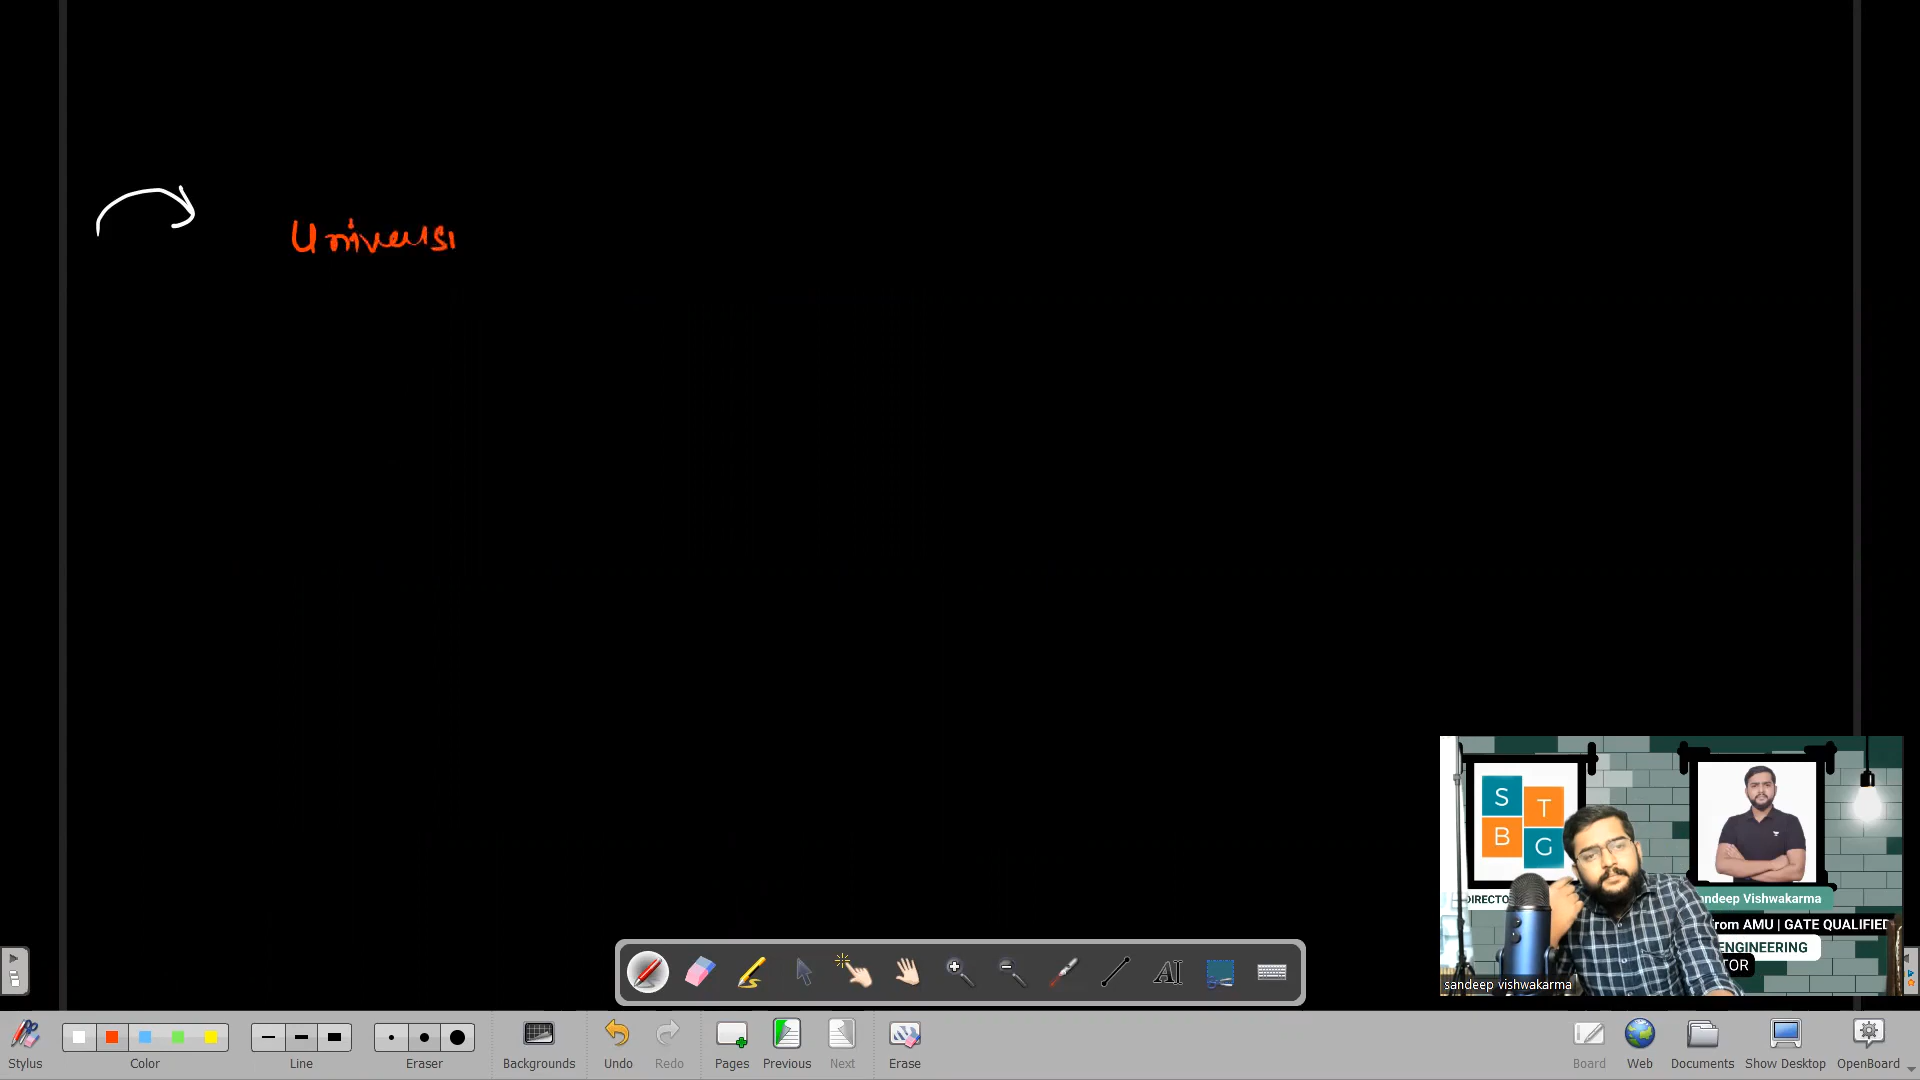 Universi
S
T
B
G
DIRECTO
ndeep Vishwakarma
from AMU | GATE QUALIFIED
ENGINEERING
TOR
sandeep vishwakarma
Stylus
Color
Line
Eraser
Backgrounds
Undo
Redo
Pages
Previous
Next
Erase
Board
Web
Documents
Show Desktop
OpenBoard